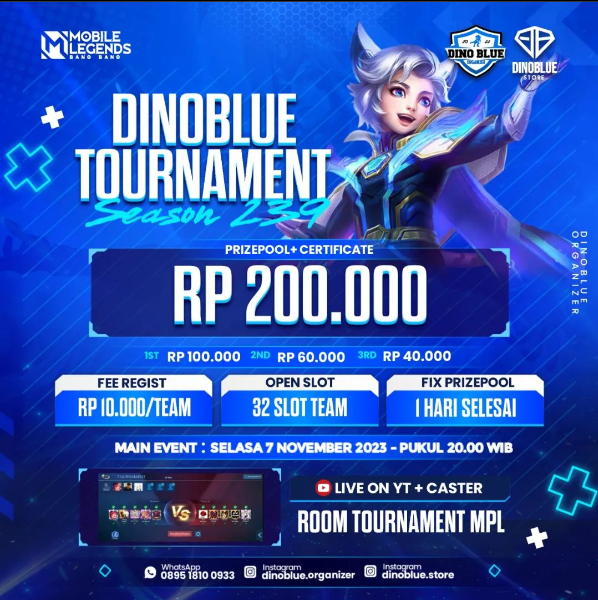 MOBILE
LEGENDS
BANG BANG
DINO BLUE
DINOBLUE
STORE
DINOBLUE
TOURNAMENT
Season 239
PRIZEPOOL+ CERTIFICATE
RP 200.000
DINOBLUE
ORGANIZER
1ST RP 100.000 2ND RP 60.000 3RD RP 40.000
FEE REGIST
RP 10.000/TEAM
OPEN SLOT
32 SLOT TEAM
FIX PRIZEPOOL
1 HARI SELESAI
MAIN EVENT : SELASA 7 NOVEMBER 2023 - PUKUL 20.00 WIB
VS
LIVE ON YT + CASTER
ROOM TOURNAMENT MPL
WhatsApp
0895 1810 0933
Instagram
dinoblue.organizer
Instagram
dinoblue.store